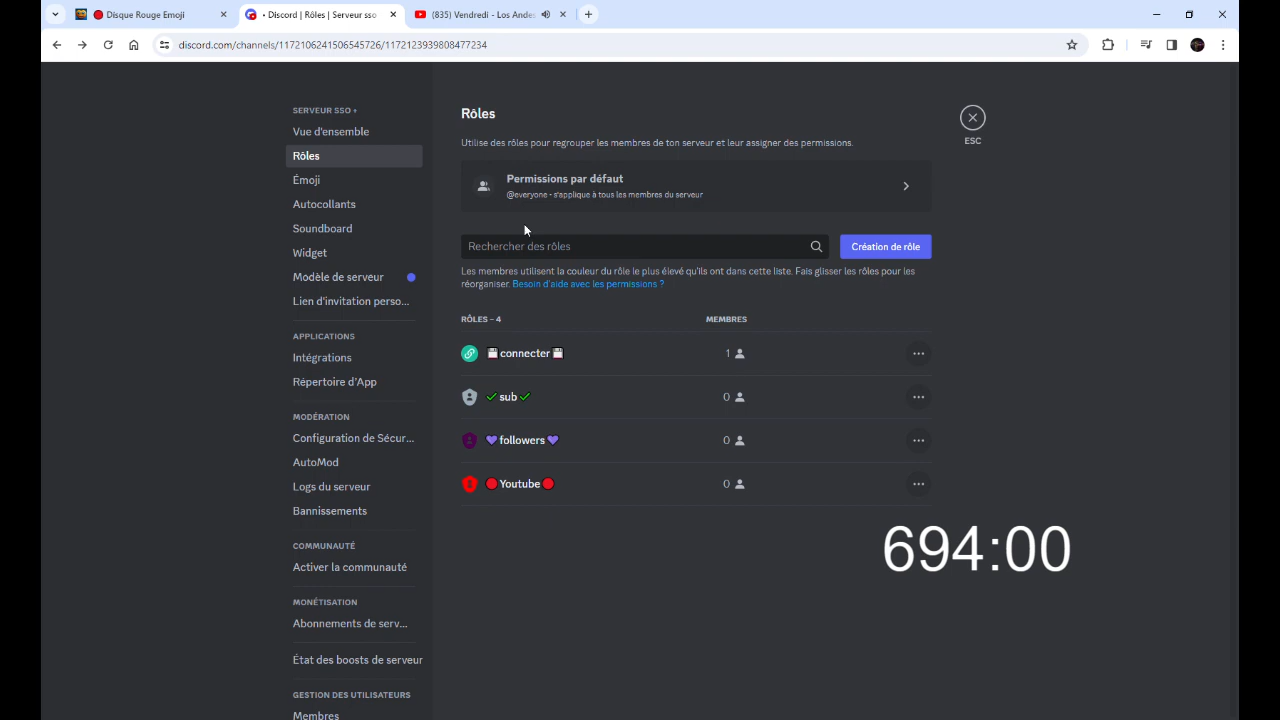 Disque Rouge Emoji
• Discord | Rôles | Serveur sso
(835) Vendredi - Los Andes
discord.com/channels/1172106241506545726/1172123939808477234
SERVEUR SSO +
Vue d'ensemble
Rôles
Émoji
Autocollants
Soundboard
Widget
Modèle de serveur
Lien d'invitation perso...
APPLICATIONS
Intégrations
Répertoire d'App
MODÉRATION
Configuration de Sécur...
AutoMod
Logs du serveur
Bannissements
COMMUNAUTÉ
Activer la communauté
MONÉTISATION
Abonnements de serv...
État des boosts de serveur
GESTION DES UTILISATEURS
Membres
Rôles
Utilise des rôles pour regrouper les membres de ton serveur et leur assigner des permissions.
Permissions par défaut
@everyone • s'applique à tous les membres du serveur
Rechercher des rôles
Création de rôle
Les membres utilisent la couleur du rôle le plus élevé qu'ils ont dans cette liste. Fais glisser les rôles pour les
réorganiser. Besoin d'aide avec les permissions ?
RÔLES – 4 MEMBRES
💾connecter💾 1
✓sub✓ 0
💜followers💜 0
🔴Youtube🔴 0
ESC
694:00